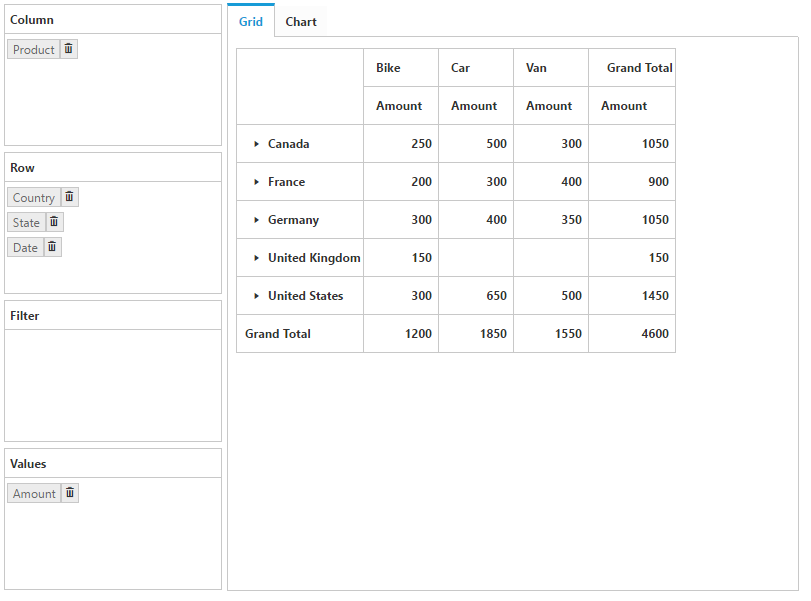 Column
Product
Row
Country
State
Date
Filter
Values
Amount
Grid Chart
Bike Car Van Grand Total
Amount Amount Amount Amount
Canada 250 500 300 1050
France 200 300 400 900
Germany 300 400 350 1050
United Kingdom 150 150
United States 300 650 500 1450
Grand Total 1200 1850 1550 4600